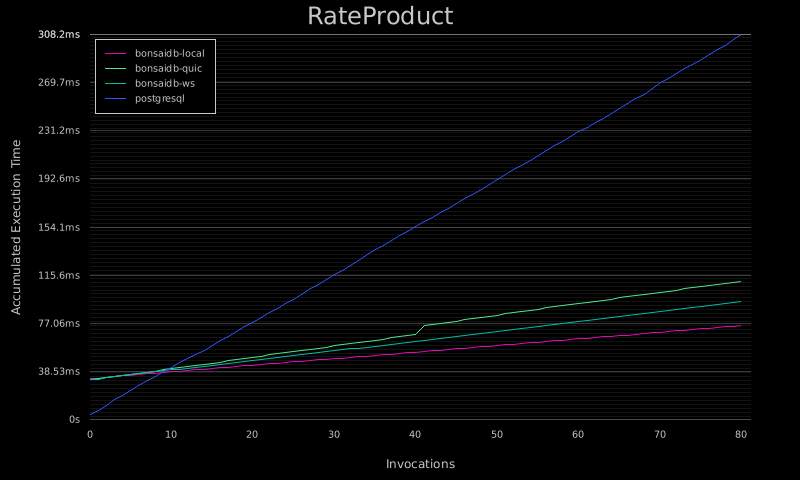 RateProduct
308.2ms
bonsaidb-local
bonsaidb-quic
bonsaidb-ws
postgresql
269.7ms
231.2ms
192.6ms
154.1ms
115.6ms
77.06ms
38.53ms
0s
Accumulated Execution Time
0 10 20 30 40 50 60 70 80
Invocations